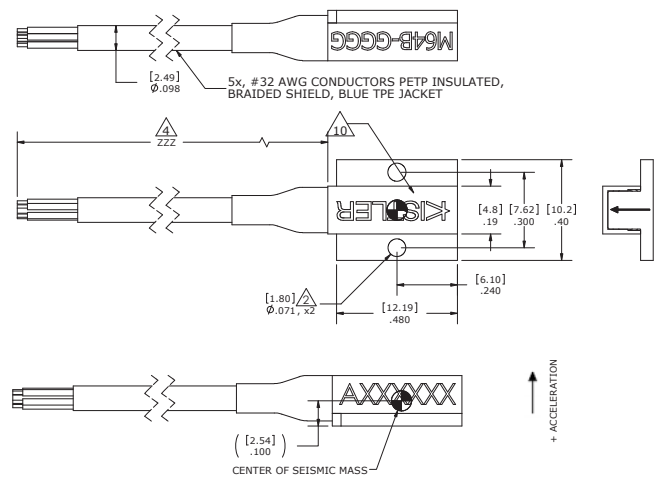 M64B-GGGG
[2.49]
Ø.098
5x, #32 AWG CONDUCTORS PETP INSULATED,
BRAIDED SHIELD, BLUE TPE JACKET
4
ZZZ
10
KISTLER
[4.8]
.19
[7.62]
.300
[10.2]
.40
[1.80] 2
Ø.071, x2
[6.10]
.240
[12.19]
.480
AXXXXXX
([2.54])
.100
CENTER OF SEISMIC MASS
+ ACCELERATION